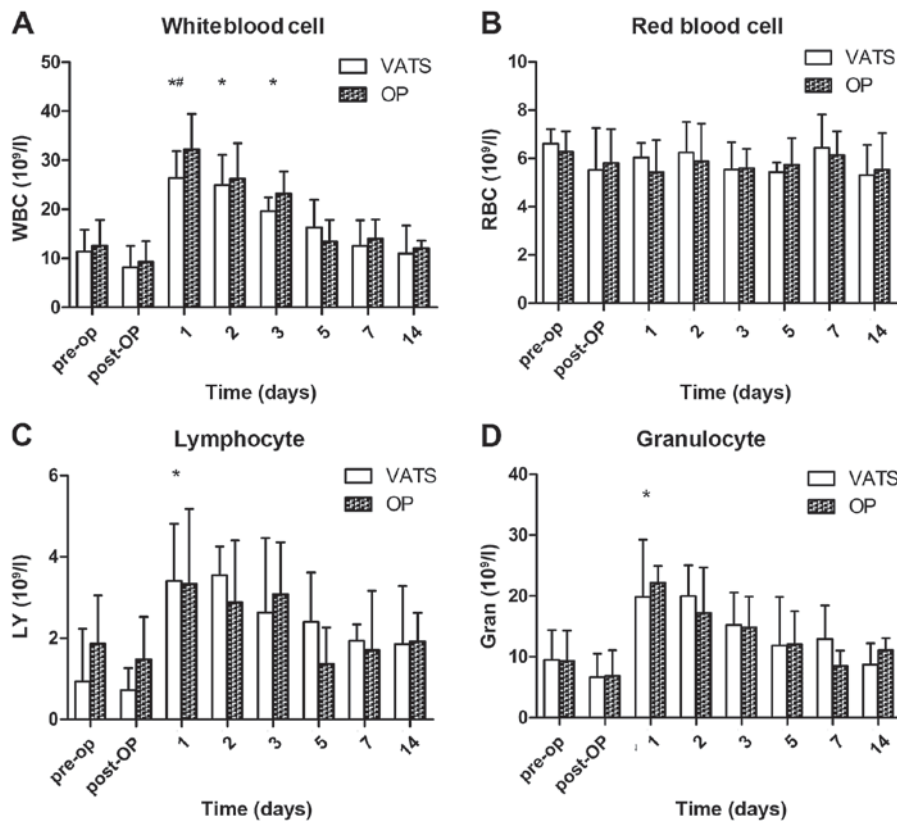 A
White blood cell
VATS
OP
*# * *
WBC (10⁹/l)
50
40
30
20
10
0
pre-op post-OP 1 2 3 5 7 14
Time (days)
B
Red blood cell
VATS
OP
RBC (10⁹/l)
10
8
6
4
2
0
pre-op post-OP 1 2 3 5 7 14
Time (days)
C
Lymphocyte
VATS
OP
*
LY (10⁹/l)
6
4
2
0
pre-op post-OP 1 2 3 5 7 14
Time (days)
D
Granulocyte
VATS
OP
*
Gran (10⁹/l)
40
30
20
10
0
pre-op post-OP 1 2 3 5 7 14
Time (days)